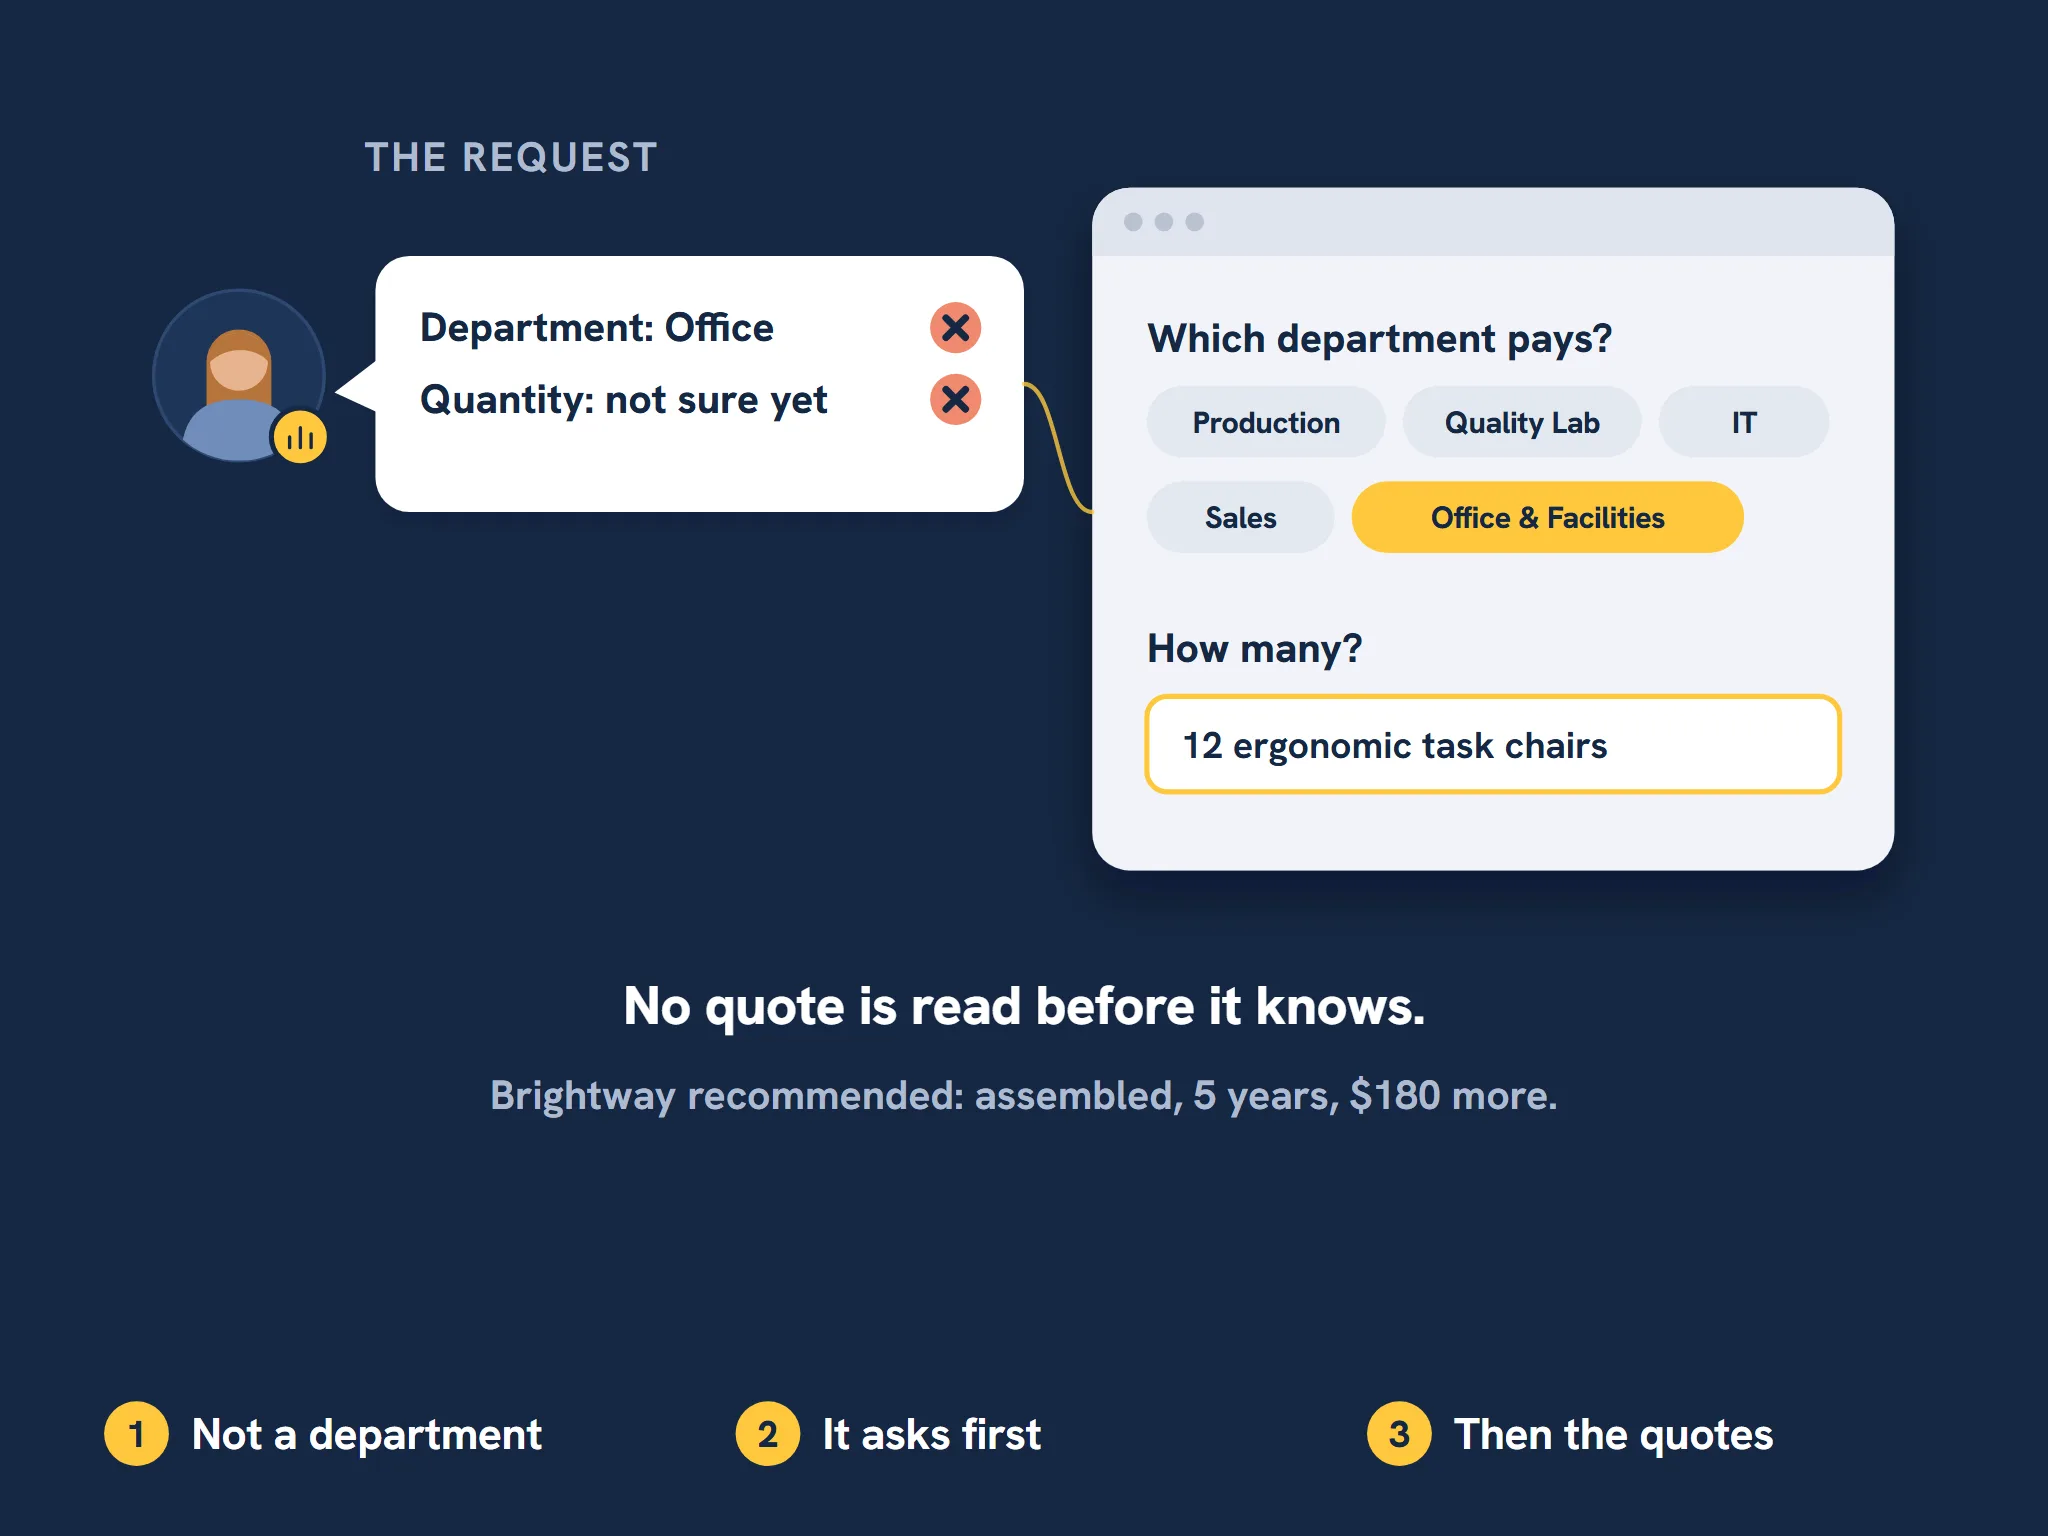 THE REQUEST
Department: Office
Quantity: not sure yet
Which department pays?
Production
Quality Lab
IT
Sales
Office & Facilities
How many?
12 ergonomic task chairs
No quote is read before it knows.
Brightway recommended: assembled, 5 years, $180 more.
1 Not a department
2 It asks first
3 Then the quotes